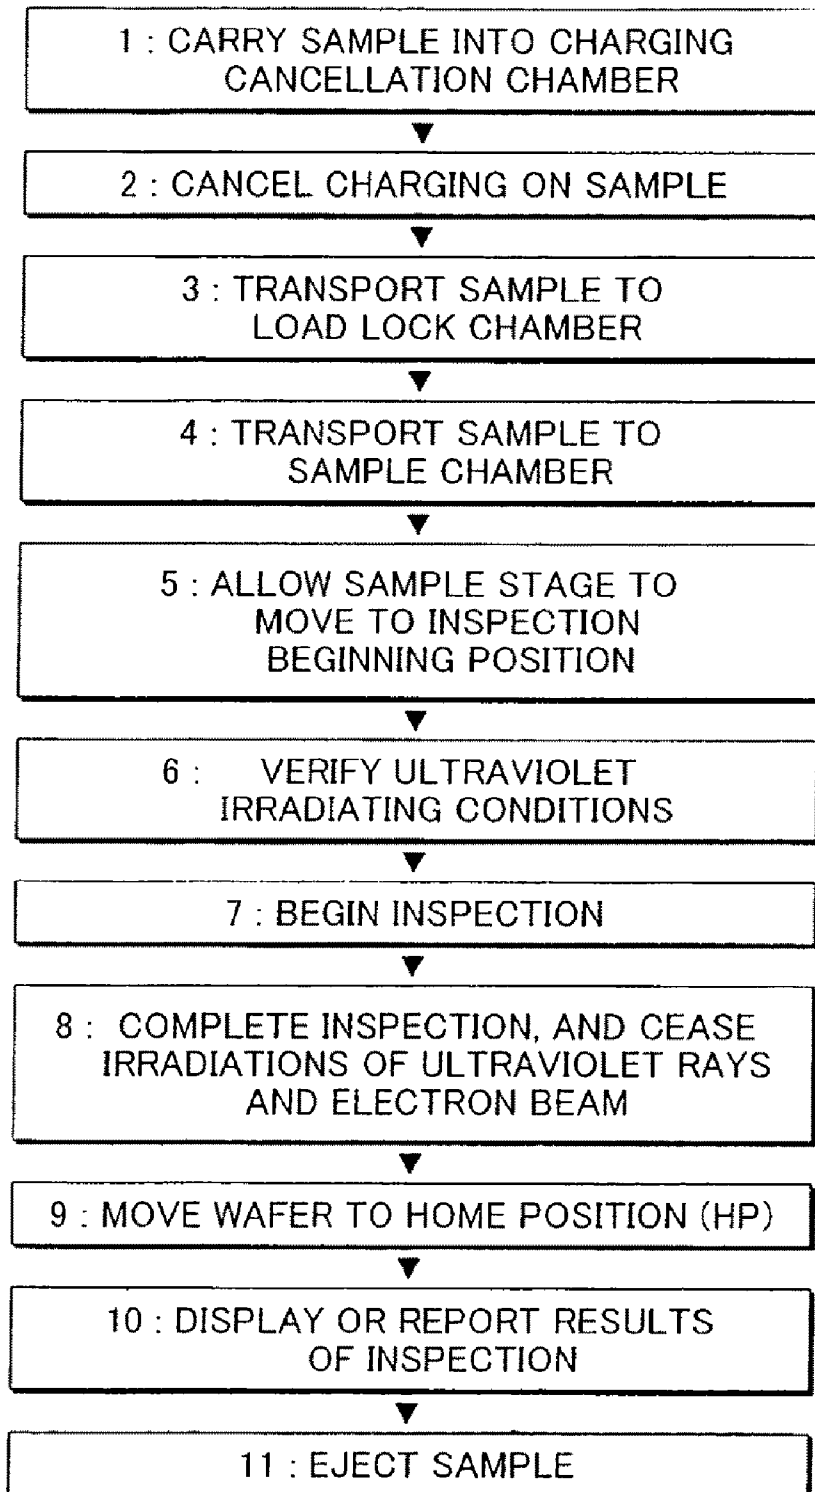 1 : CARRY SAMPLE INTO CHARGING
CANCELLATION CHAMBER
2 : CANCEL CHARGING ON SAMPLE
3 : TRANSPORT SAMPLE TO
LOAD LOCK CHAMBER
4 : TRANSPORT SAMPLE TO
SAMPLE CHAMBER
5 : ALLOW SAMPLE STAGE TO
MOVE TO INSPECTION
BEGINNING POSITION
6 : VERIFY ULTRAVIOLET
IRRADIATING CONDITIONS
7 : BEGIN INSPECTION
8 : COMPLETE INSPECTION, AND CEASE
IRRADIATIONS OF ULTRAVIOLET RAYS
AND ELECTRON BEAM
9 : MOVE WAFER TO HOME POSITION (HP)
10 : DISPLAY OR REPORT RESULTS
OF INSPECTION
11 : EJECT SAMPLE